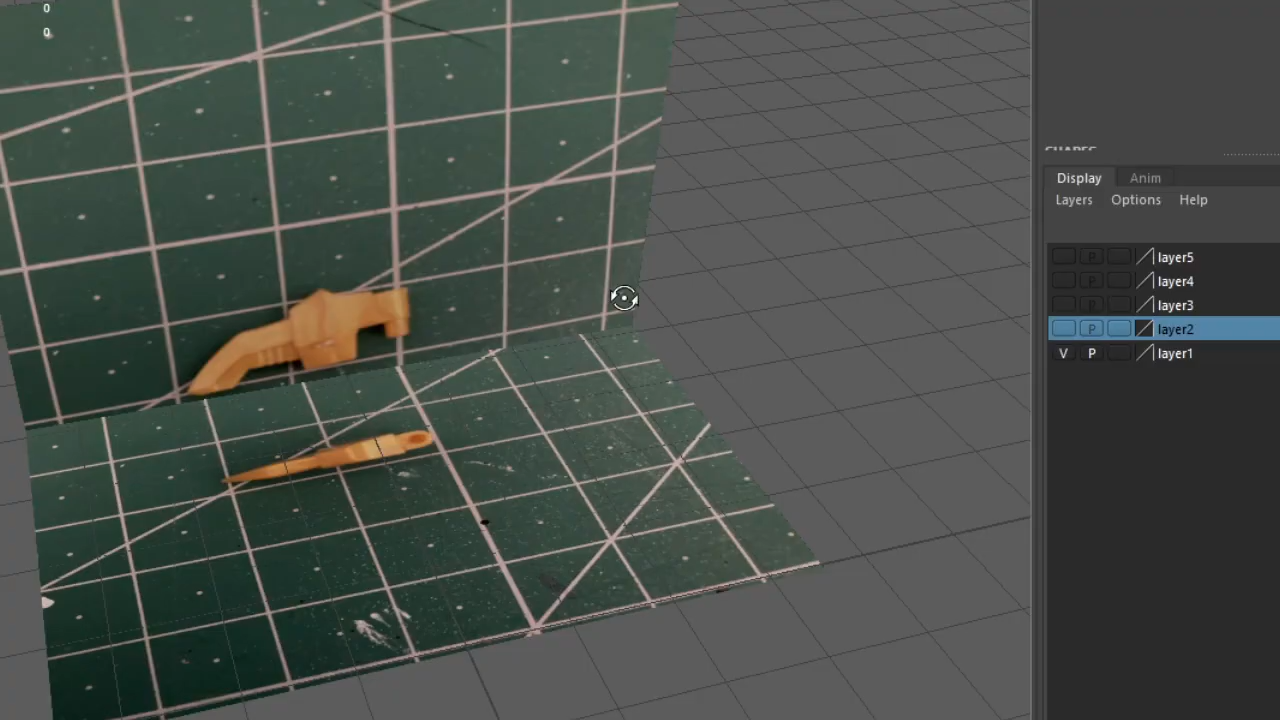 0
0
Display Anim
Layers Options Help
P layer5
P layer4
P layer3
P layer2
V P layer1